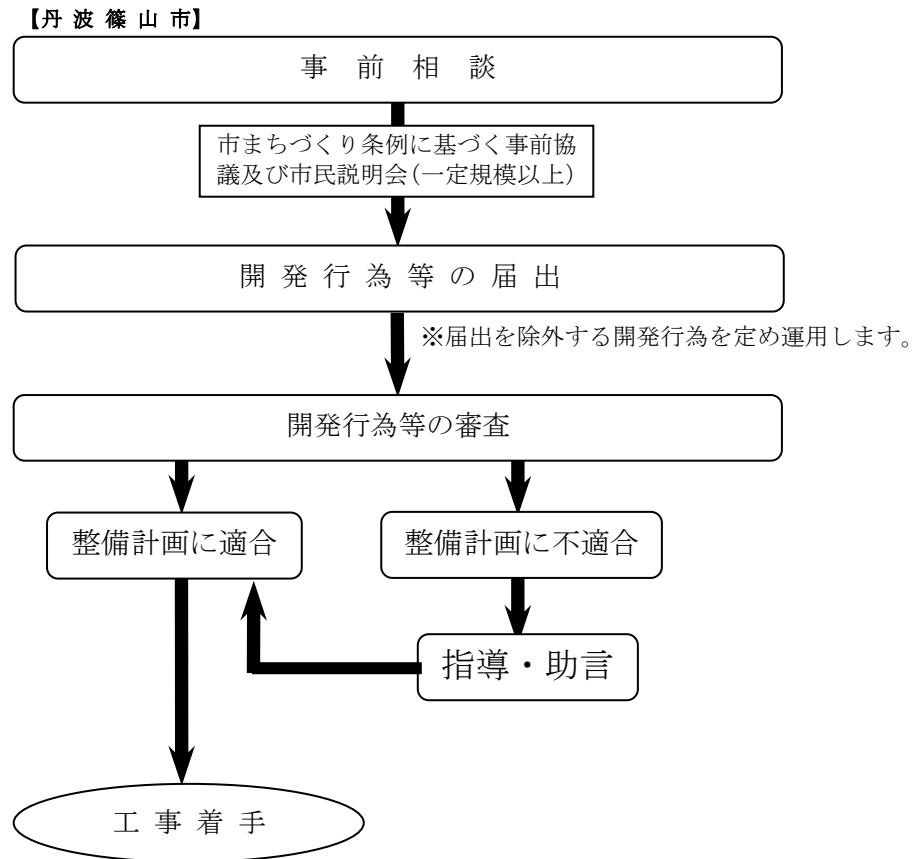 【丹波篠山市】
事前相談
市まちづくり条例に基づく事前協
議及び市民説明会(一定規模以上)
開発行為等の届出
※届出を除外する開発行為を定め運用します。
開発行為等の審査
整備計画に適合
整備計画に不適合
指導・助言
工事着手